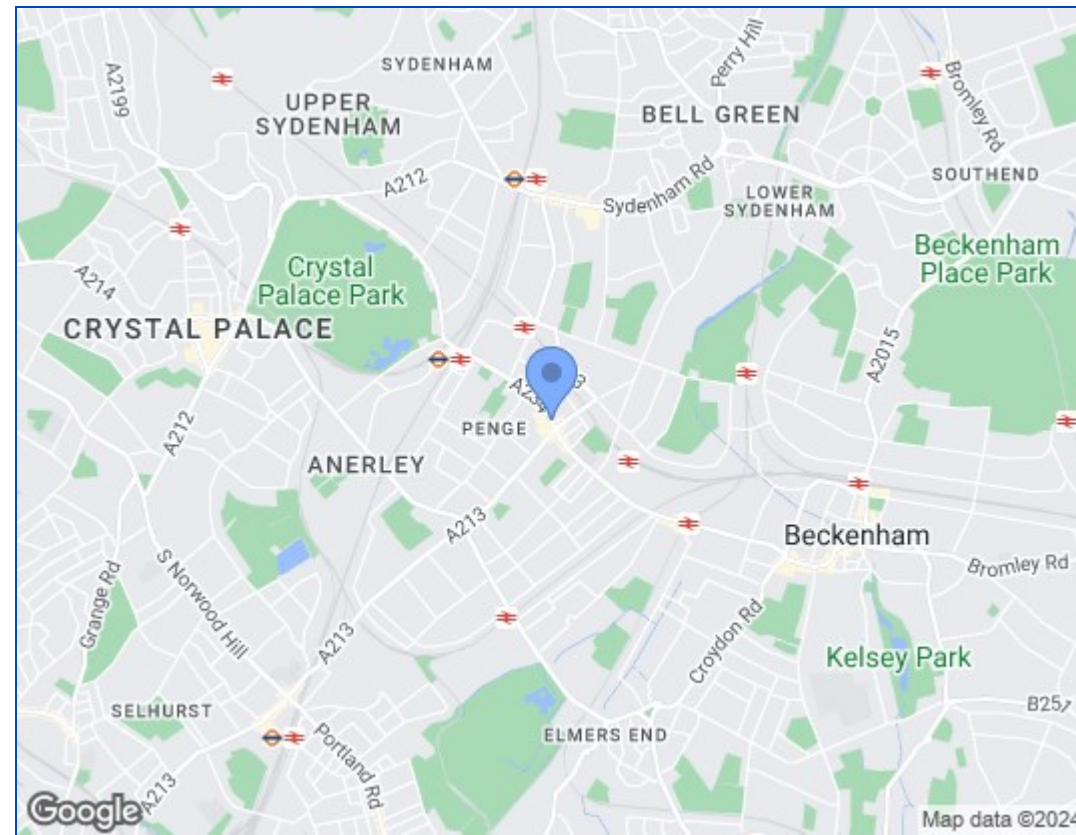 SYDENHAM
Perry Hill
A2199
UPPER
SYDENHAM
BELL GREEN
Bromley Rd
A212
Sydenham Rd
SOUTHEND
LOWER
SYDENHAM
Beckenham
Place Park
A214
Crystal
Palace Park
CRYSTAL PALACE
A2015
A234
A212
PENGE
ANERLEY
A213
Beckenham
Bromley Rd
Grange Rd
S Norwood Hill
A213
Croydon Rd
Kelsey Park
SELHURST
Portland Rd
ELMERS END
A213
Google
Map data ©2024